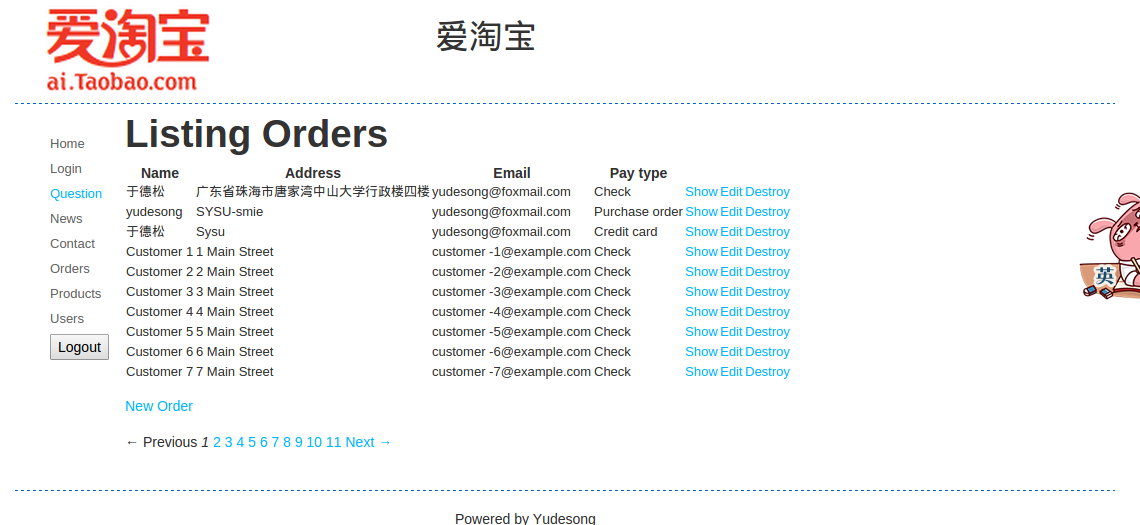 爱淘宝
ai.Taobao.com
爱淘宝
Home
Login
Question
News
Contact
Orders
Products
Users
Logout
Listing Orders
Name Address Email Pay type
于德松 广东省珠海市唐家湾中山大学行政楼四楼 yudesong@foxmail.com Check Show Edit Destroy
yudesong SYSU-smie yudesong@foxmail.com Purchase order Show Edit Destroy
于德松 Sysu yudesong@foxmail.com Credit card Show Edit Destroy
Customer 1 1 Main Street customer -1@example.com Check Show Edit Destroy
Customer 2 2 Main Street customer -2@example.com Check Show Edit Destroy
Customer 3 3 Main Street customer -3@example.com Check Show Edit Destroy
Customer 4 4 Main Street customer -4@example.com Check Show Edit Destroy
Customer 5 5 Main Street customer -5@example.com Check Show Edit Destroy
Customer 6 6 Main Street customer -6@example.com Check Show Edit Destroy
Customer 7 7 Main Street customer -7@example.com Check Show Edit Destroy
New Order
← Previous 1 2 3 4 5 6 7 8 9 10 11 Next →
英
Powered by Yudesong